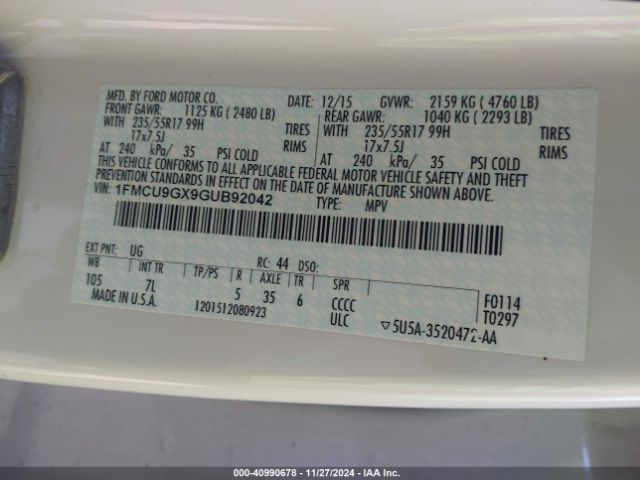 MFD. BY FORD MOTOR CO.
DATE: 12/15 GVWR: 2159 KG ( 4760 LB)
FRONT GAWR: 1125 KG ( 2480 LB) REAR GAWR: 1040 KG ( 2293 LB)
WITH 235/55R17 99H TIRES WITH 235/55R17 99H TIRES
17x7.5J RIMS 17x7.5J RIMS
AT 240 kPa/ 35 PSI COLD AT 240 kPa/ 35 PSI COLD
THIS VEHICLE CONFORMS TO ALL APPLICABLE FEDERAL MOTOR VEHICLE SAFETY AND THEFT
PREVENTION STANDARDS IN EFFECT ON THE DATE OF MANUFACTURE SHOWN ABOVE.
VIN: 1FMCU9GX9GUB92042 TYPE: MPV
EXT PNT: UG RC: 44 DSO:
WB INT TR TP/PS R AXLE TR SPR
105 7L 5 35 6 CCCC F0114
MADE IN U.S.A. 1201512080923 ULC T0297
5U5A-3520472-AA
000-40990678 - 11/27/2024 - IAA Inc.